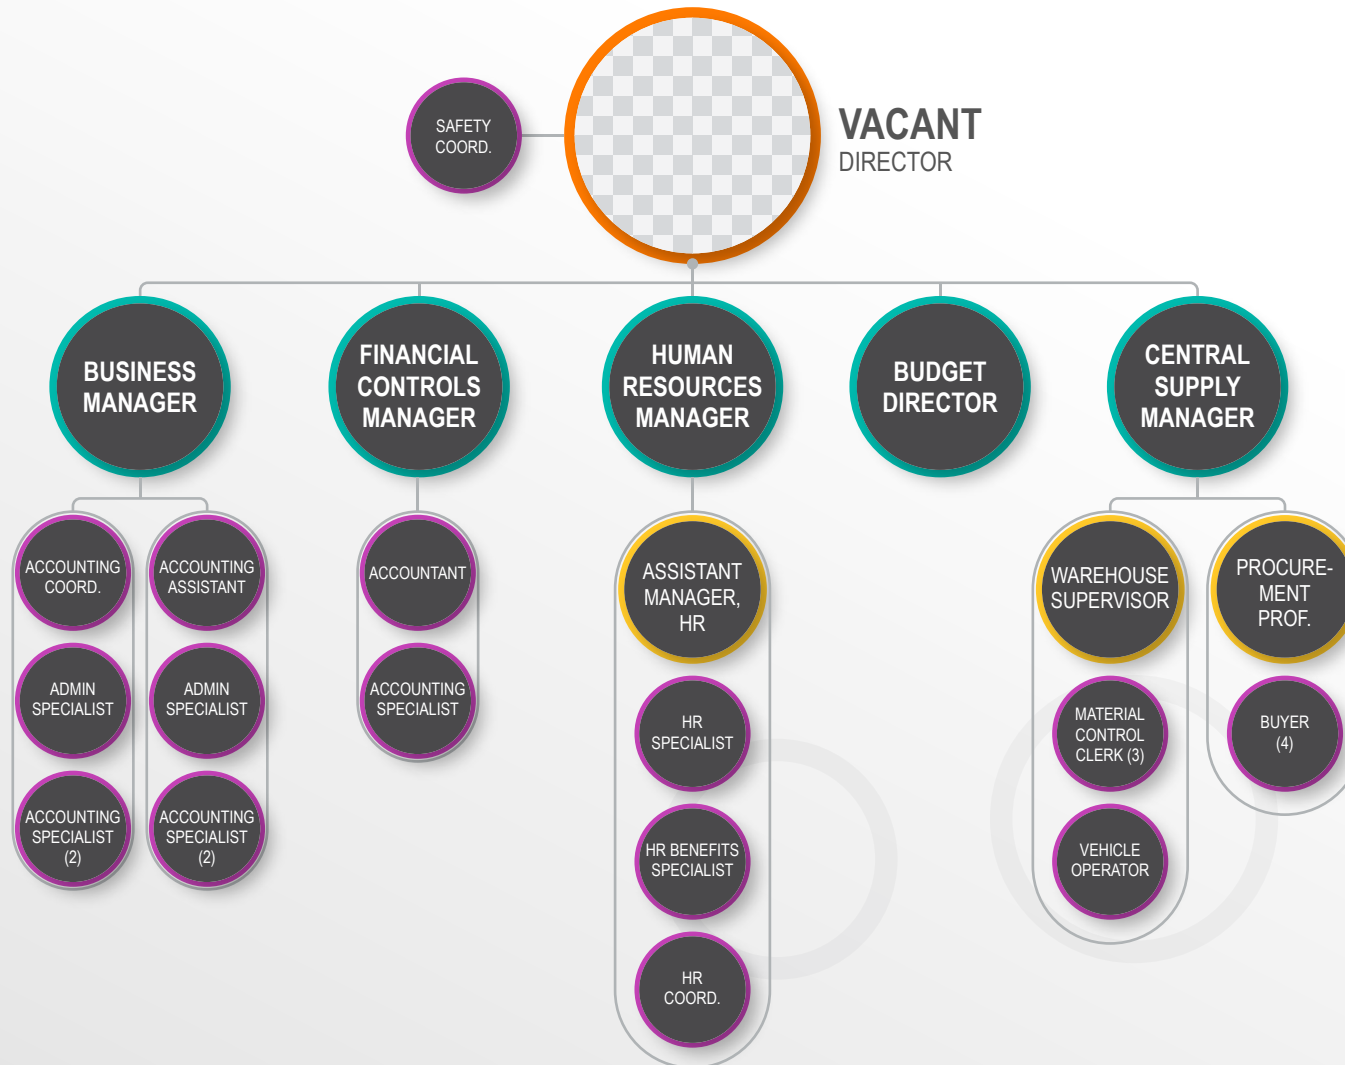 SAFETY
COORD.
VACANT
DIRECTOR
BUSINESS
MANAGER
FINANCIAL
CONTROLS
MANAGER
HUMAN
RESOURCES
MANAGER
BUDGET
DIRECTOR
CENTRAL
SUPPLY
MANAGER
ACCOUNTING
COORD.
ADMIN
SPECIALIST
ACCOUNTING
SPECIALIST
(2)
ACCOUNTING
ASSISTANT
ADMIN
SPECIALIST
ACCOUNTING
SPECIALIST
(2)
ACCOUNTANT
ACCOUNTING
SPECIALIST
ASSISTANT
MANAGER,
HR
HR
SPECIALIST
HR BENEFITS
SPECIALIST
HR
COORD.
WAREHOUSE
SUPERVISOR
MATERIAL
CONTROL
CLERK (3)
VEHICLE
OPERATOR
PROCURE-
MENT
PROF.
BUYER
(4)